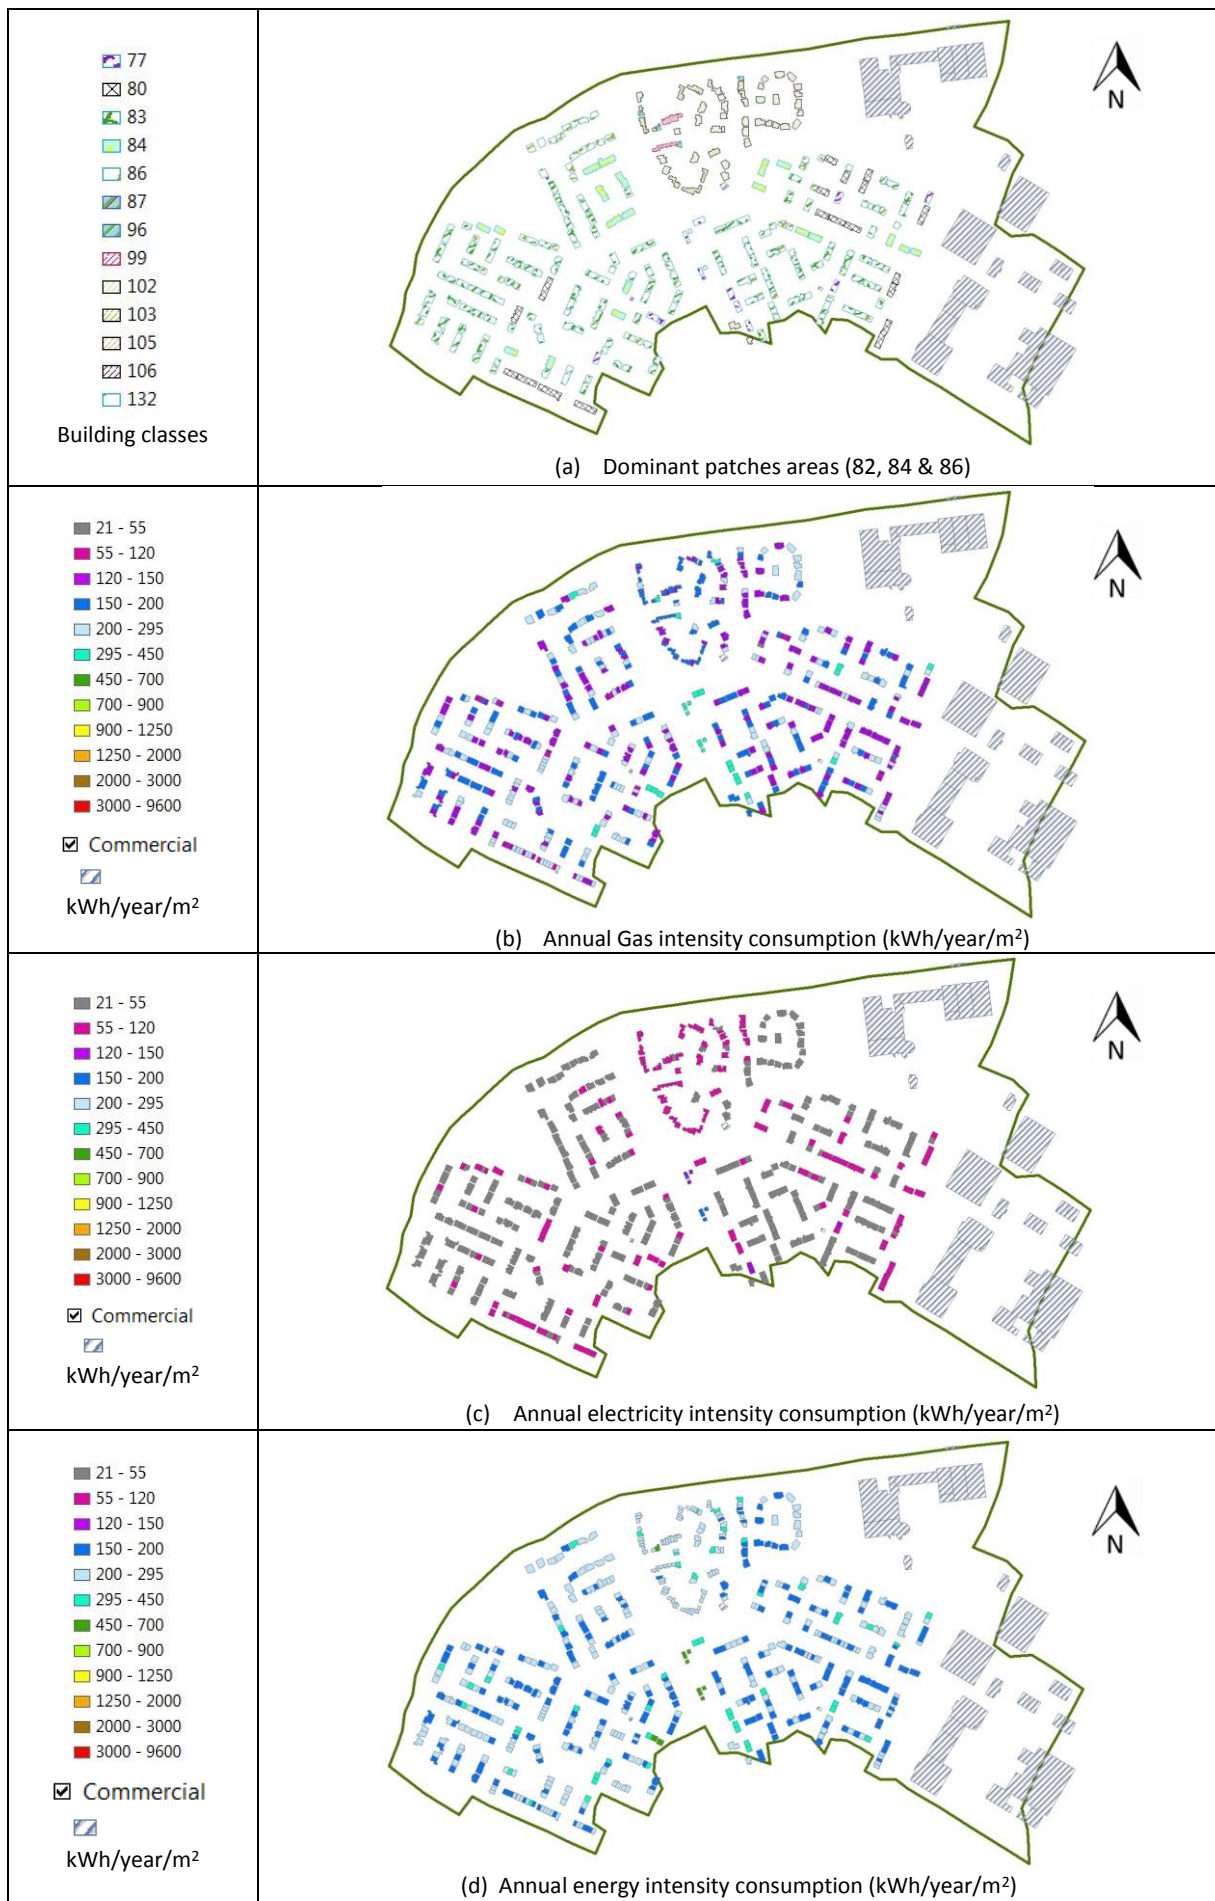 77
80
83
84
86
87
96
99
102
103
105
106
132
Building classes
N
(a) Dominant patches areas (82, 84 & 86)
21 - 55
55 - 120
120 - 150
150 - 200
200 - 295
295 - 450
450 - 700
700 - 900
900 - 1250
1250 - 2000
2000 - 3000
3000 - 9600
Commercial
kWh/year/m²
N
(b) Annual Gas intensity consumption (kWh/year/m²)
21 - 55
55 - 120
120 - 150
150 - 200
200 - 295
295 - 450
450 - 700
700 - 900
900 - 1250
1250 - 2000
2000 - 3000
3000 - 9600
Commercial
kWh/year/m²
N
(c) Annual electricity intensity consumption (kWh/year/m²)
21 - 55
55 - 120
120 - 150
150 - 200
200 - 295
295 - 450
450 - 700
700 - 900
900 - 1250
1250 - 2000
2000 - 3000
3000 - 9600
Commercial
kWh/year/m²
N
(d) Annual energy intensity consumption (kWh/year/m²)